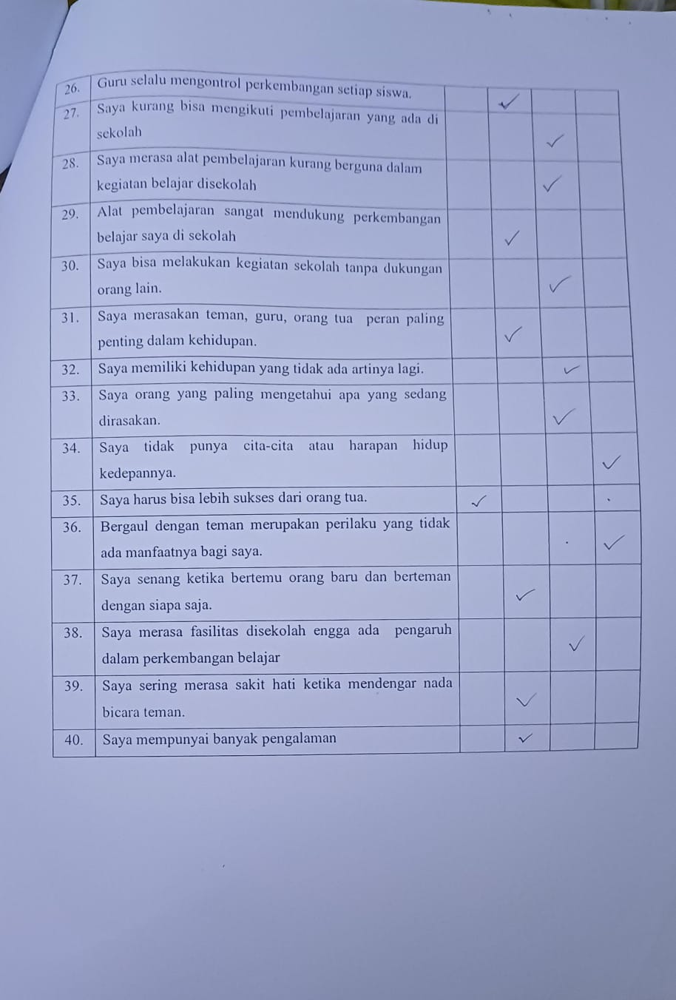 26. Guru selalu mengontrol perkembangan setiap siswa. ✓
27. Saya kurang bisa mengikuti pembelajaran yang ada di
sekolah ✓
28. Saya merasa alat pembelajaran kurang berguna dalam
kegiatan belajar disekolah ✓
29. Alat pembelajaran sangat mendukung perkembangan
belajar saya di sekolah ✓
30. Saya bisa melakukan kegiatan sekolah tanpa dukungan
orang lain. ✓
31. Saya merasakan teman, guru, orang tua peran paling
penting dalam kehidupan. ✓
32. Saya memiliki kehidupan yang tidak ada artinya lagi. ✓
33. Saya orang yang paling mengetahui apa yang sedang
dirasakan. ✓
34. Saya tidak punya cita-cita atau harapan hidup
kedepannya. ✓
35. Saya harus bisa lebih sukses dari orang tua. ✓
36. Bergaul dengan teman merupakan perilaku yang tidak
ada manfaatnya bagi saya. ✓
37. Saya senang ketika bertemu orang baru dan berteman
dengan siapa saja. ✓
38. Saya merasa fasilitas disekolah engga ada pengaruh
dalam perkembangan belajar ✓
39. Saya sering merasa sakit hati ketika mendengar nada
bicara teman. ✓
40. Saya mempunyai banyak pengalaman ✓